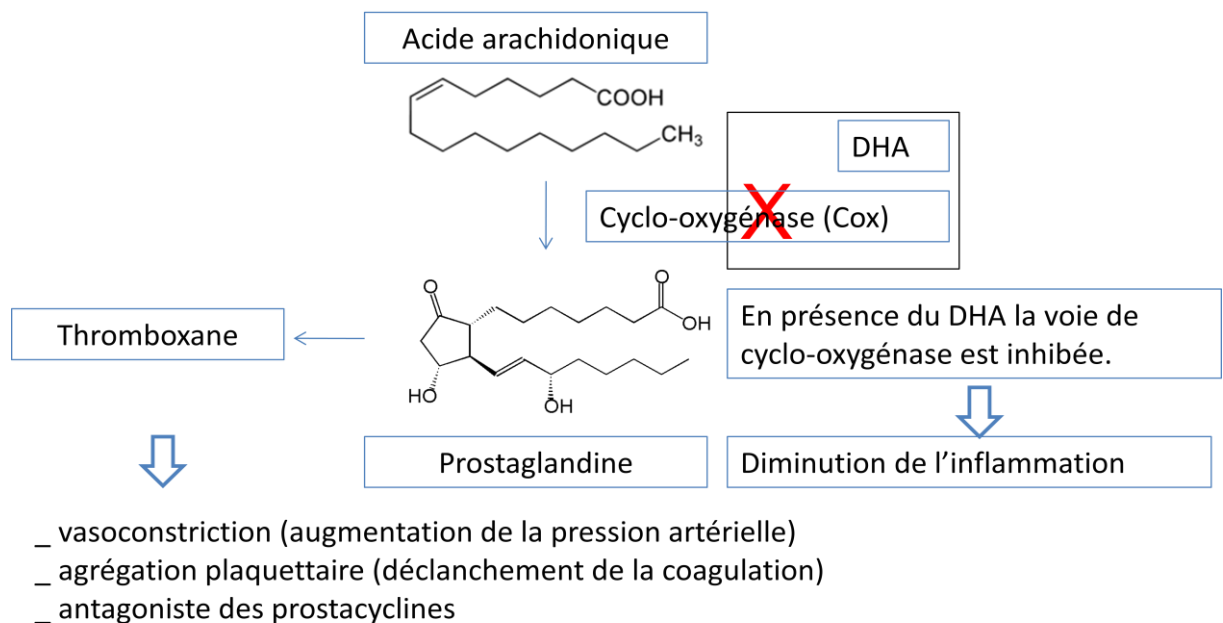 Acide arachidonique
COOH
CH3
DHA
Cyclo-oxygénase (Cox)
X
O
O
OH
HO
OH
Thromboxane
En présence du DHA la voie de
cyclo-oxygénase est inhibée.
Prostaglandine
Diminution de l’inflammation
_ vasoconstriction (augmentation de la pression artérielle)
_ agrégation plaquettaire (déclanchement de la coagulation)
_ antagoniste des prostacyclines